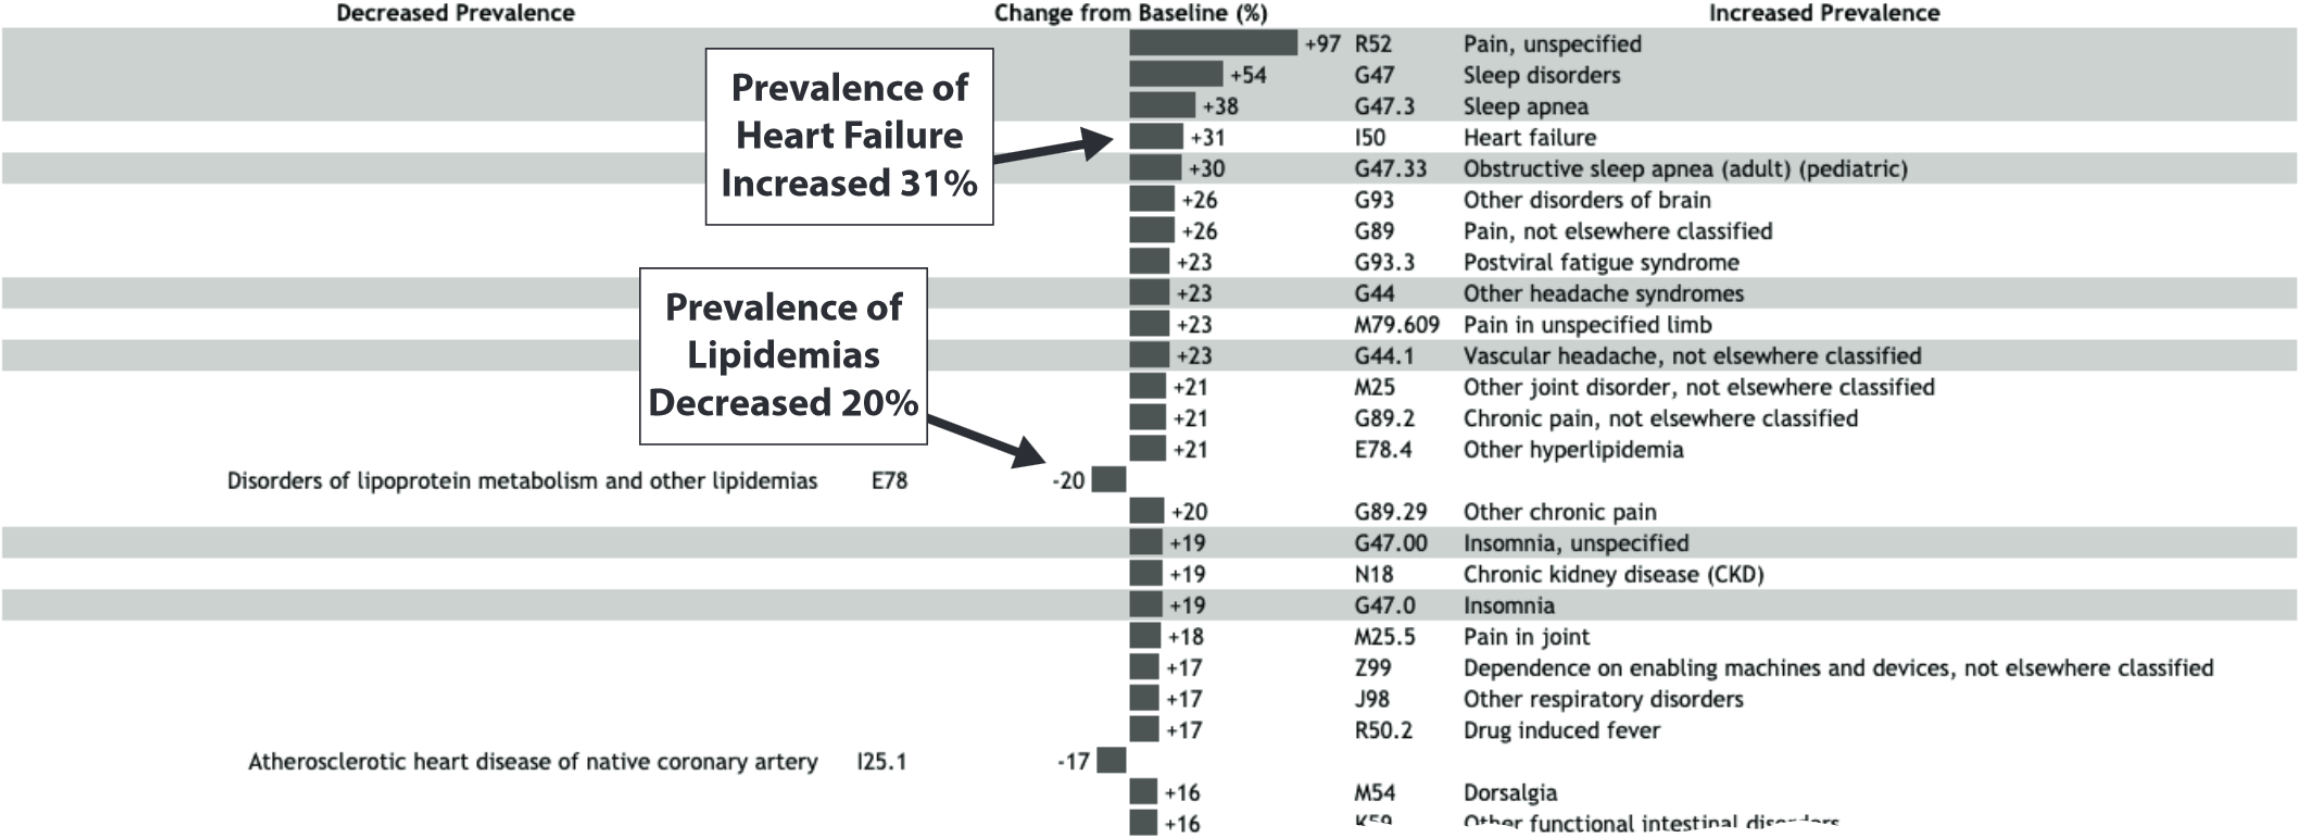 Decreased Prevalence Change from Baseline (%) Increased Prevalence
+97 R52 Pain, unspecified
+54 G47 Sleep disorders
+38 G47.3 Sleep apnea
+31 I50 Heart failure
+30 G47.33 Obstructive sleep apnea (adult) (pediatric)
+26 G93 Other disorders of brain
+26 G89 Pain, not elsewhere classified
+23 G93.3 Postviral fatigue syndrome
+23 G44 Other headache syndromes
+23 M79.609 Pain in unspecified limb
+23 G44.1 Vascular headache, not elsewhere classified
+21 M25 Other joint disorder, not elsewhere classified
+21 G89.2 Chronic pain, not elsewhere classified
+21 E78.4 Other hyperlipidemia
Disorders of lipoprotein metabolism and other lipidemias E78 -20
+20 G89.29 Other chronic pain
+19 G47.00 Insomnia, unspecified
+19 N18 Chronic kidney disease (CKD)
+19 G47.0 Insomnia
+18 M25.5 Pain in joint
+17 Z99 Dependence on enabling machines and devices, not elsewhere classified
+17 J98 Other respiratory disorders
+17 R50.2 Drug induced fever
Atherosclerotic heart disease of native coronary artery I25.1 -17
+16 M54 Dorsalgia
+16 K59 Other functional intestinal disorders
Prevalence of
Heart Failure
Increased 31%
Prevalence of
Lipidemias
Decreased 20%